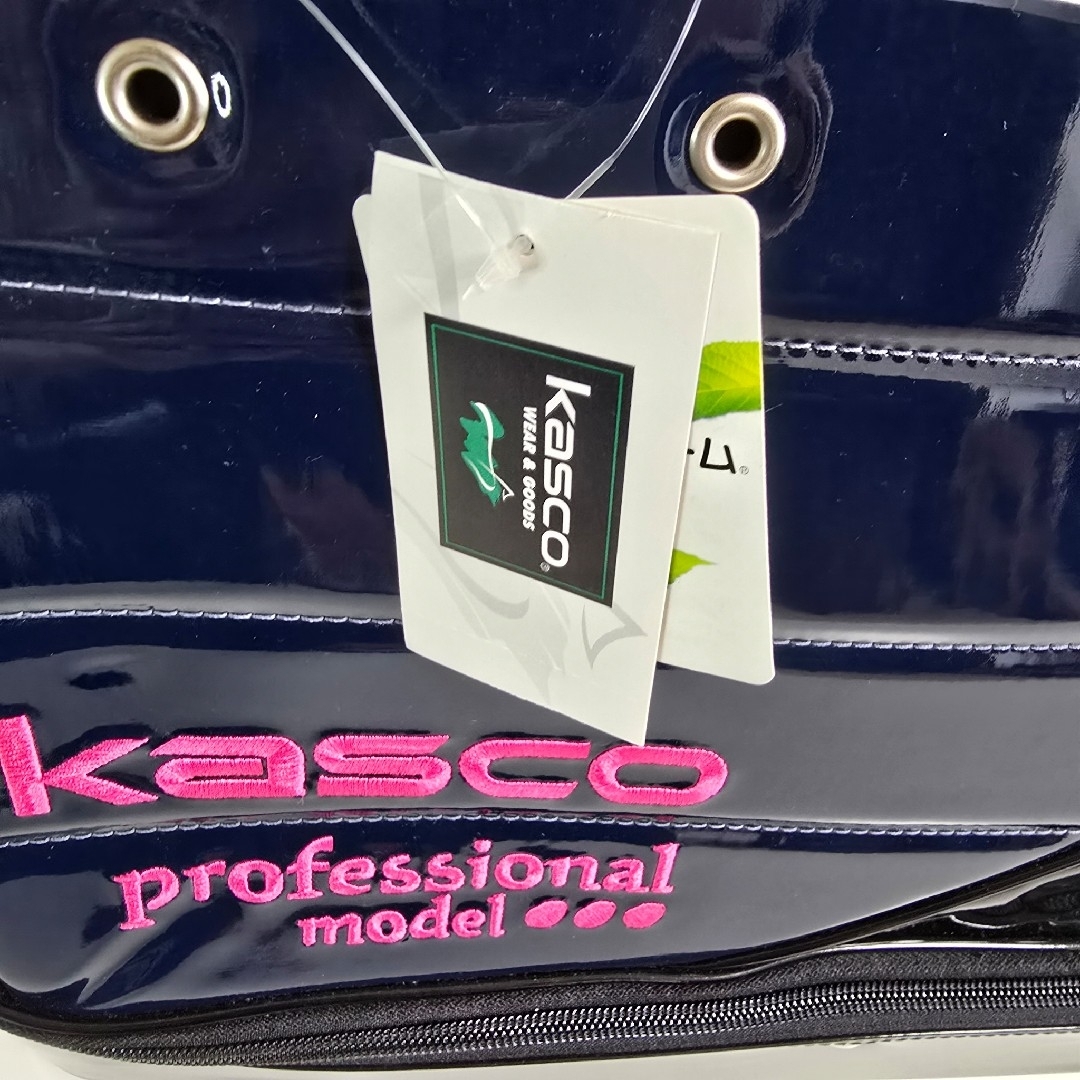 kasco®
WEAR & GOODS
kasco
professional
model